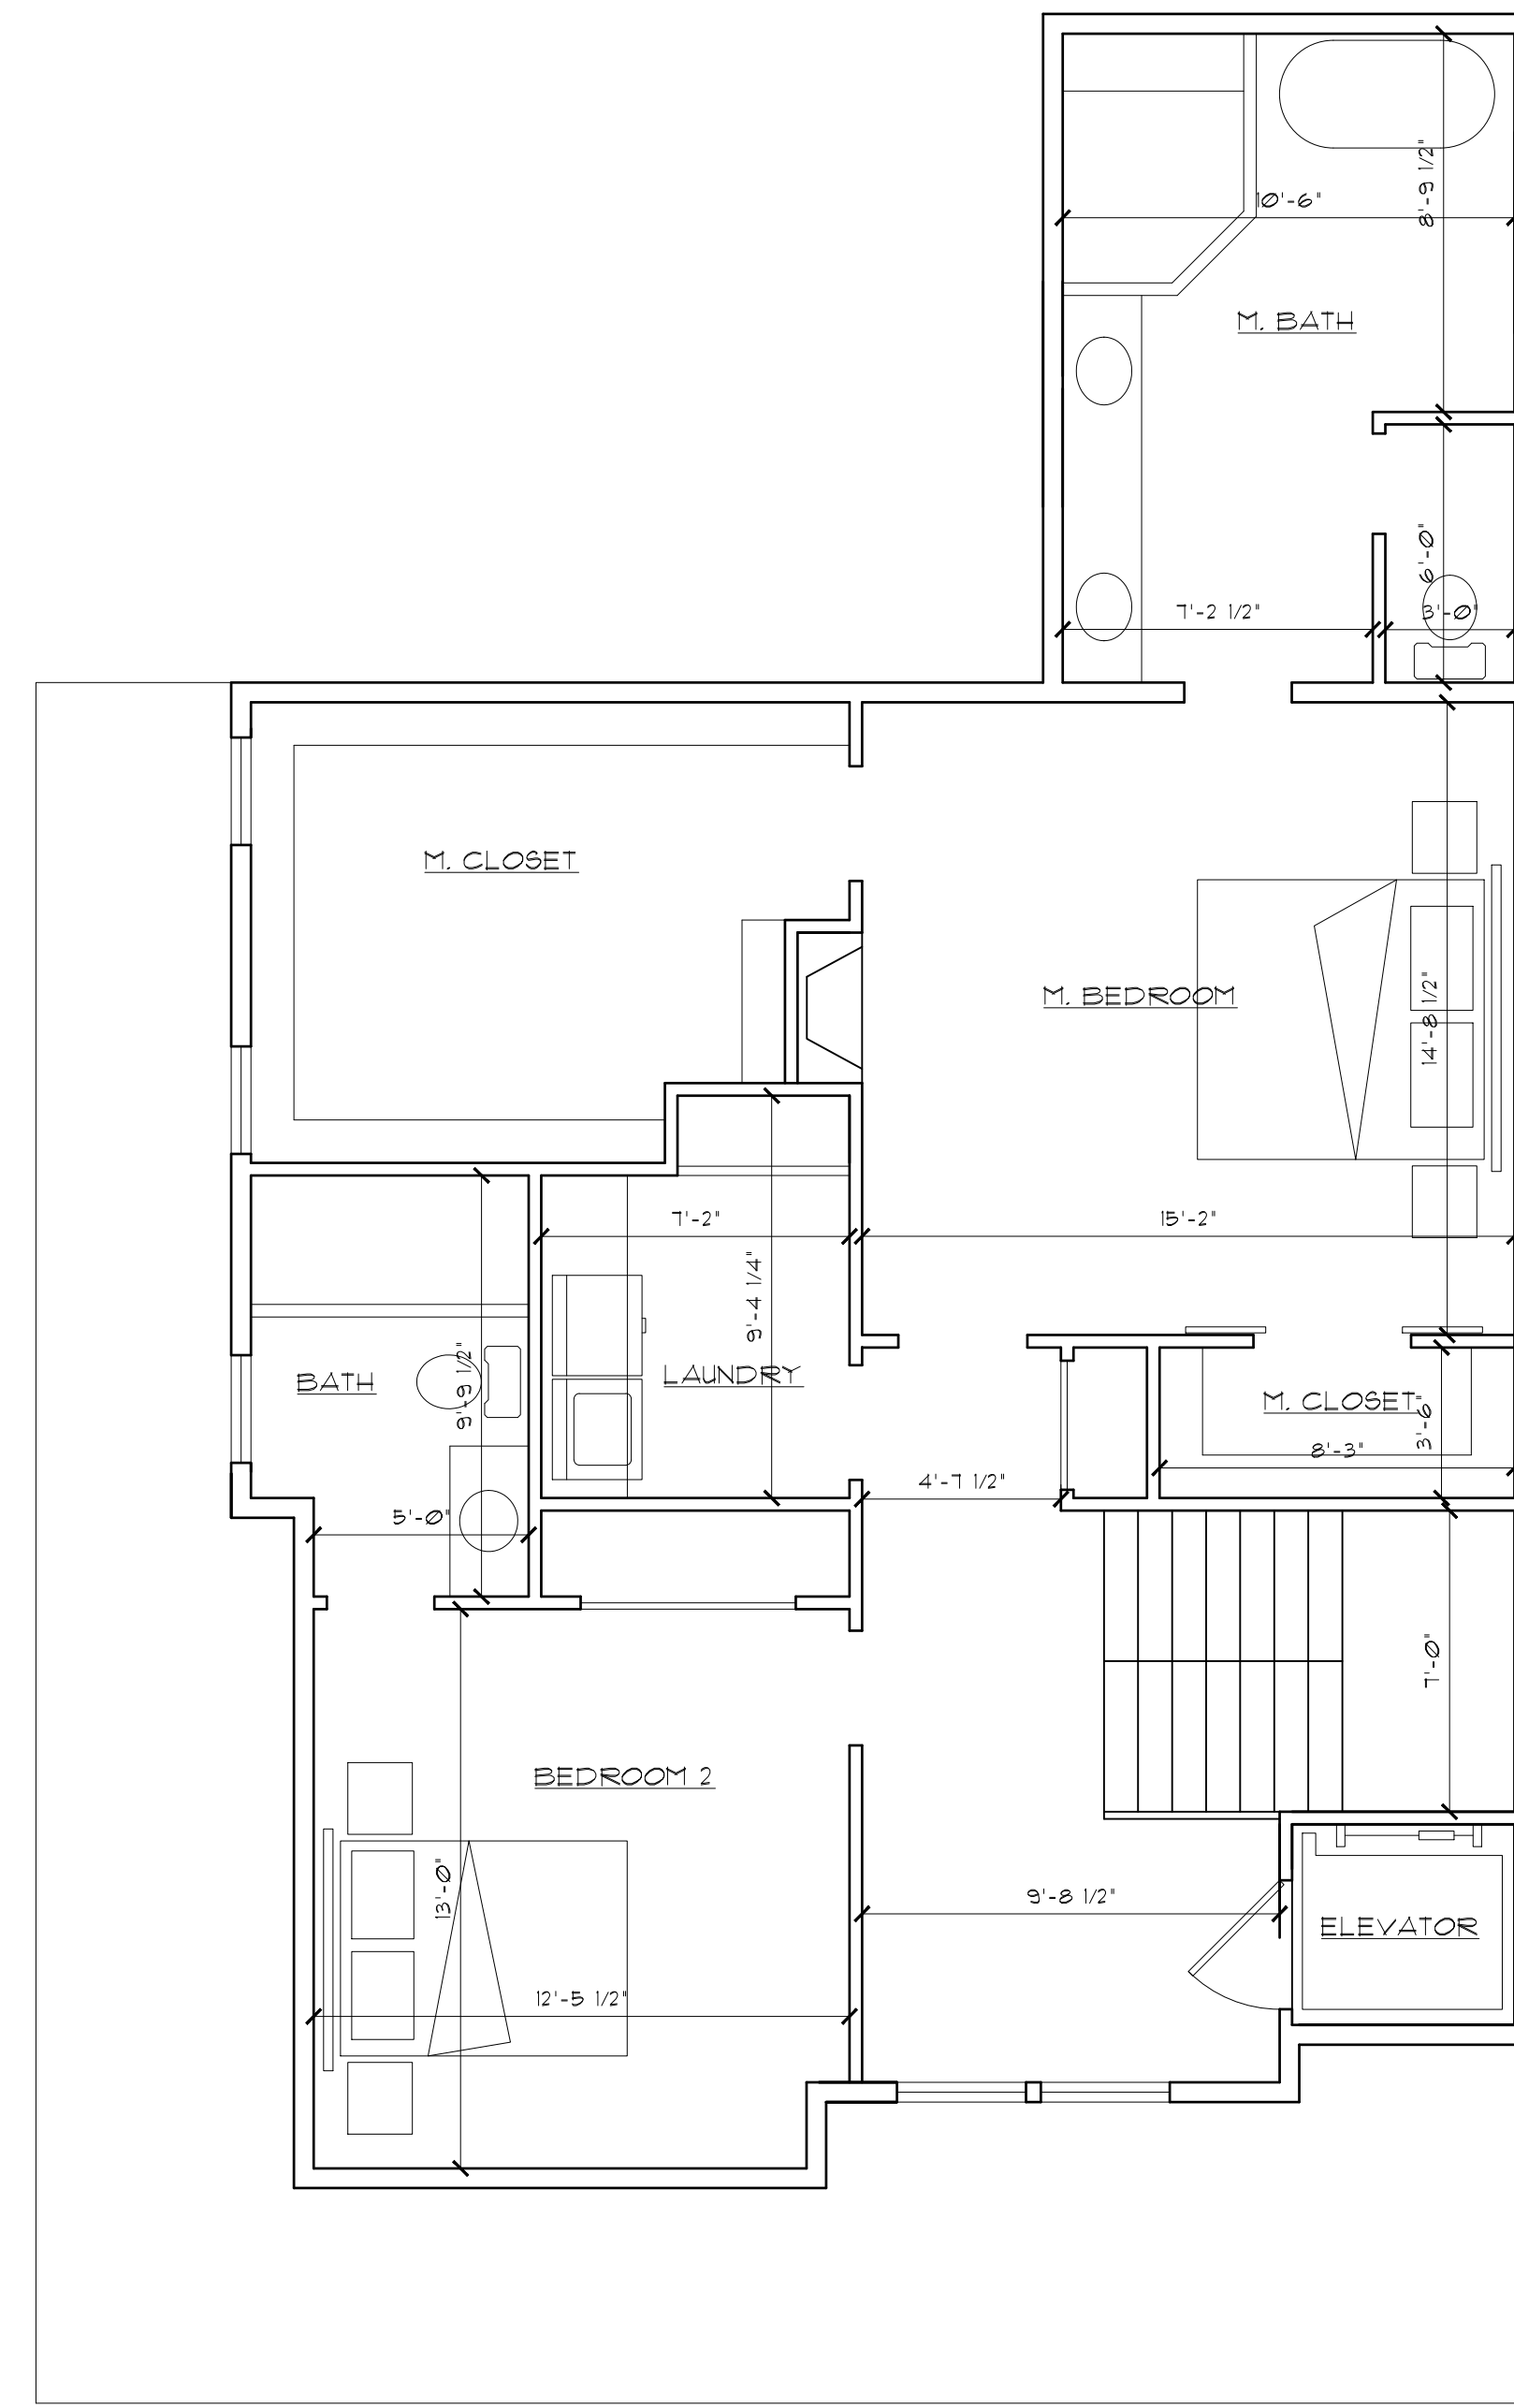 10'-6"
8'-9 1/2"
M. BATH
6'-0"
7'-2 1/2"
3'-0"
M. CLOSET
M. BEDROOM
14'-8 1/2"
7'-2"
15'-2"
9'-4 1/4"
BATH
9'-9 1/2"
LAUNDRY
M. CLOSET
3'-6"
8'-3"
4'-7 1/2"
5'-0"
7'-0"
BEDROOM 2
13'-0"
9'-8 1/2"
ELEVATOR
12'-5 1/2"